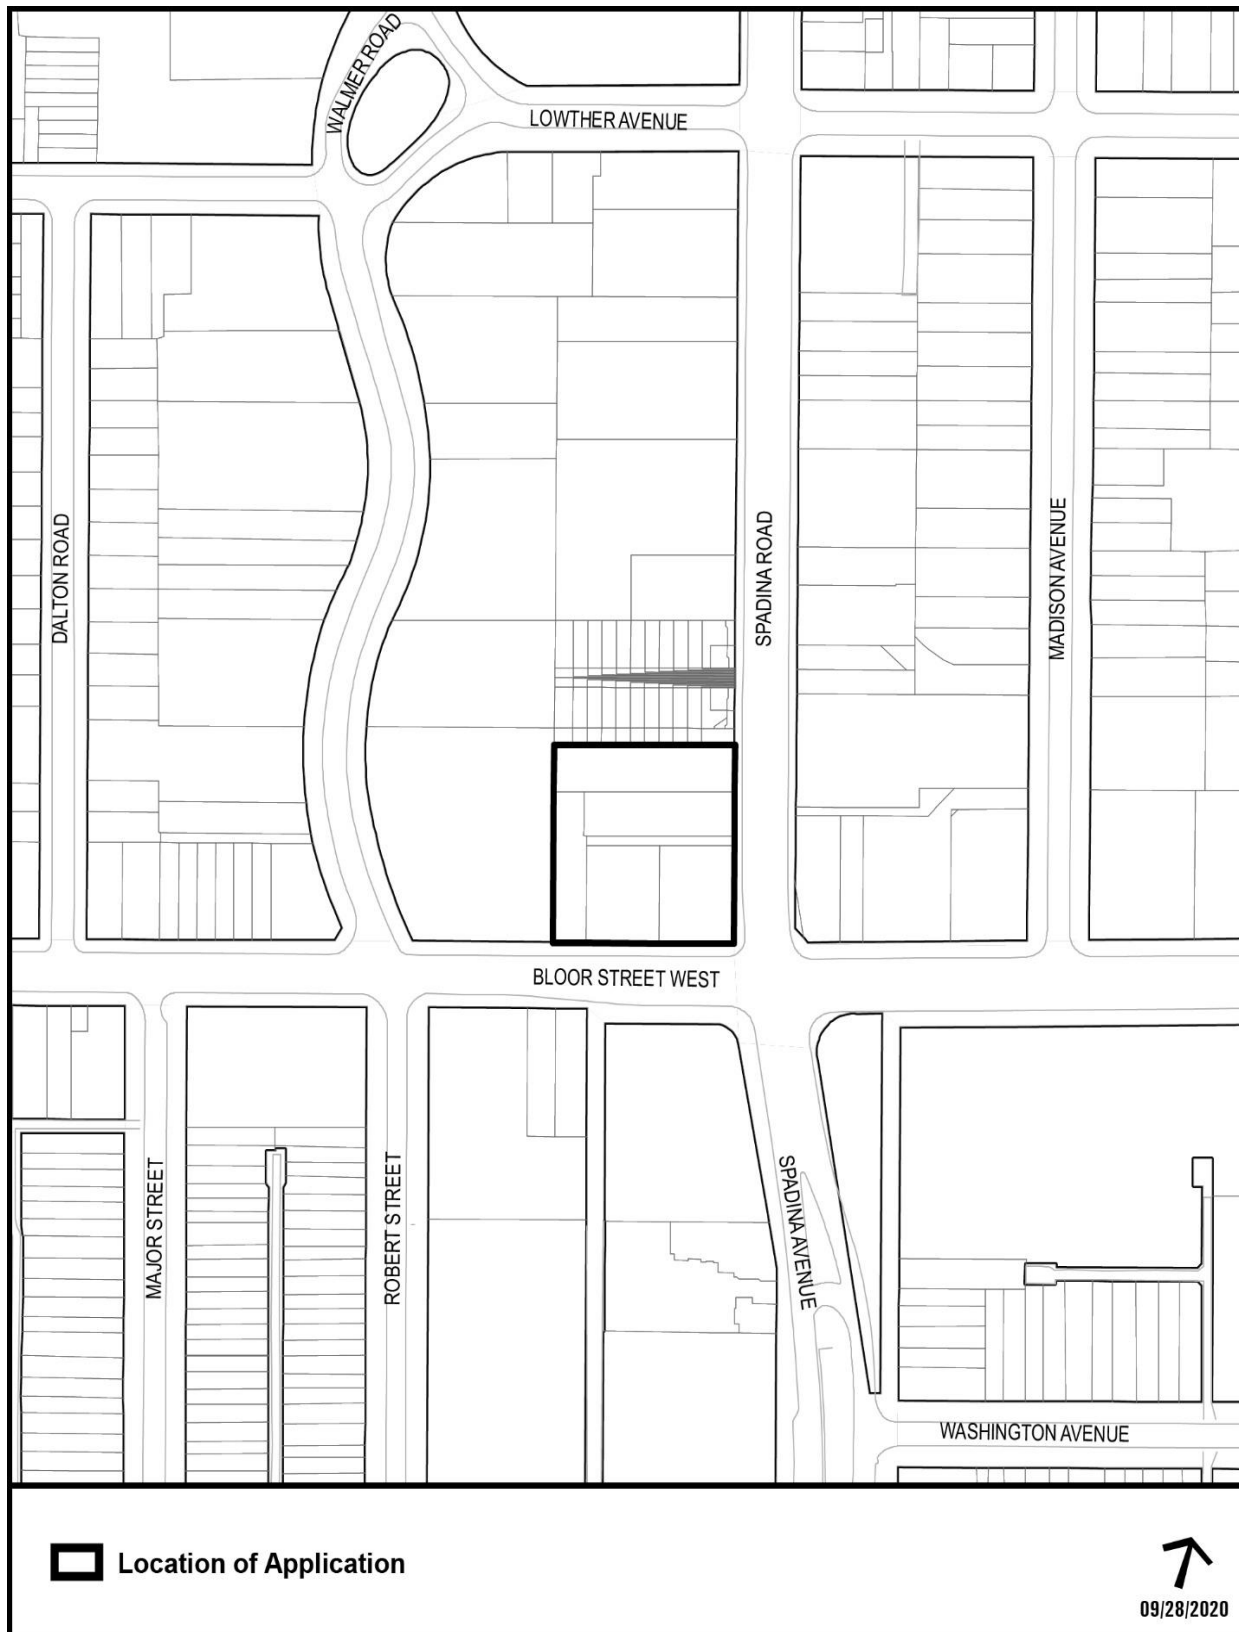 WALMER ROAD
LOWTHER AVENUE
DALTON ROAD
SPADINA ROAD
MADISON AVENUE
BLOOR STREET WEST
MAJOR STREET
ROBERT STREET
SPADINA AVENUE
WASHINGTON AVENUE
Location of Application
09/28/2020